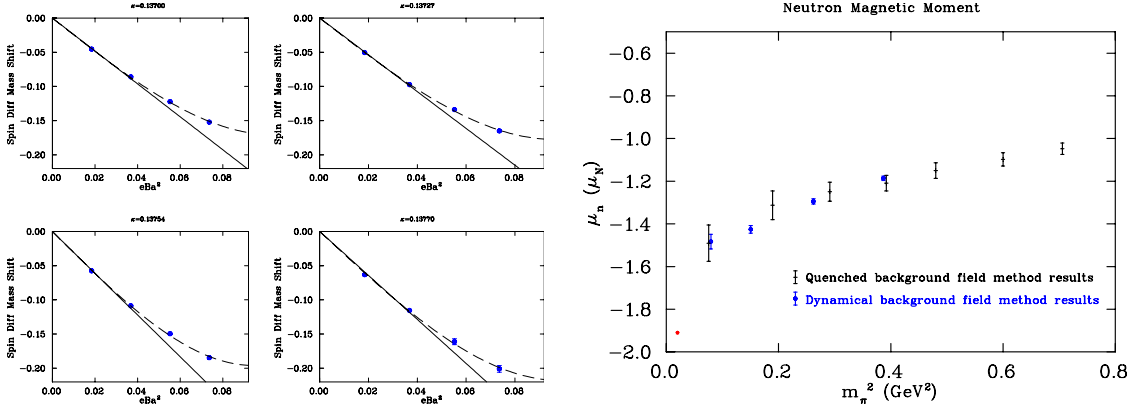 κ=0.13700
0.00
−0.05
−0.10
−0.15
−0.20
Spin Diff Mass Shift
0.00 0.02 0.04 0.06 0.08
eBa²
κ=0.13727
0.00
−0.05
−0.10
−0.15
−0.20
Spin Diff Mass Shift
0.00 0.02 0.04 0.06 0.08
eBa²
κ=0.13754
0.00
−0.05
−0.10
−0.15
−0.20
Spin Diff Mass Shift
0.00 0.02 0.04 0.06 0.08
eBa²
κ=0.13770
0.00
−0.05
−0.10
−0.15
−0.20
Spin Diff Mass Shift
0.00 0.02 0.04 0.06 0.08
eBa²
Neutron Magnetic Moment
−0.6
−0.8
−1.0
−1.2
−1.4
−1.6
−1.8
−2.0
μn (μN)
Quenched background field method results
Dynamical background field method results
0.0 0.2 0.4 0.6 0.8
mπ² (GeV²)